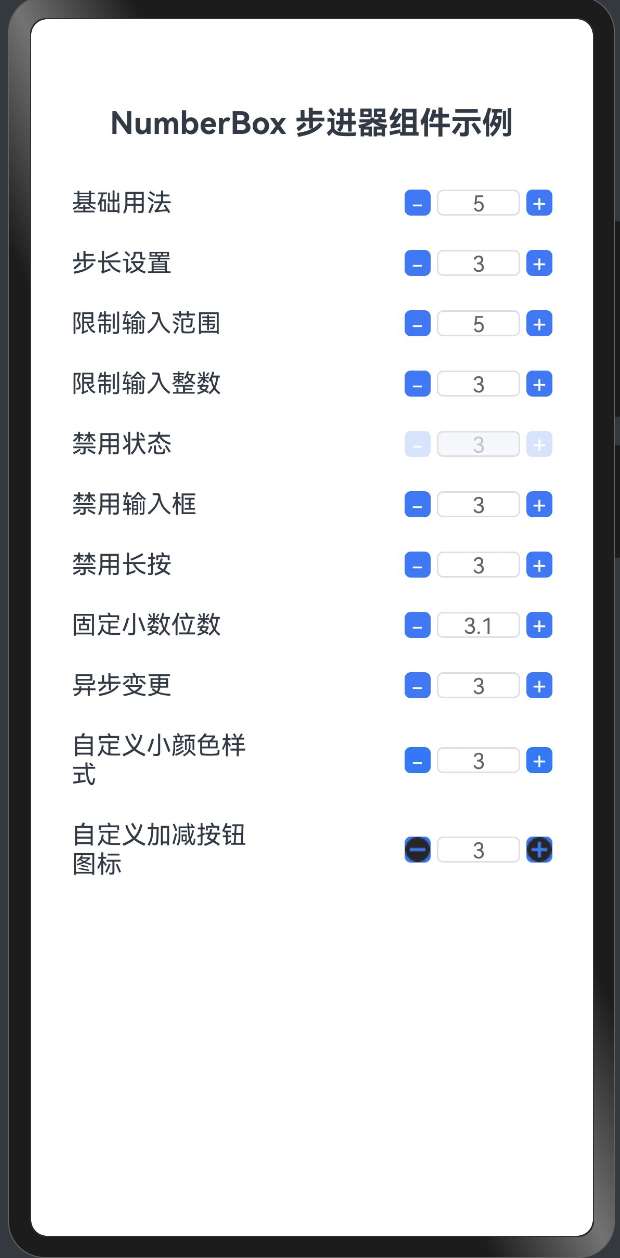 NumberBox 步进器组件示例
基础用法 - 5 +
步长设置 - 3 +
限制输入范围 - 5 +
限制输入整数 - 3 +
禁用状态 - 3 +
禁用输入框 - 3 +
禁用长按 - 3 +
固定小数位数 - 3.1 +
异步变更 - 3 +
自定义小颜色样
式 - 3 +
自定义加减按钮
图标 - 3 +